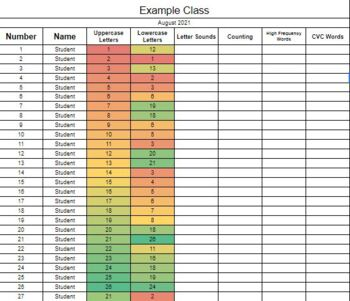 Example Class
August 2021
Number Name Uppercase Letters Lowercase Letters Letter Sounds Counting High Frequency Words CVC Words
1 Student 1 12
2 Student 2 1
3 Student 3 13
4 Student 4 2
5 Student 5 3
6 Student 6 6
7 Student 7 19
8 Student 8 18
9 Student 9 6
10 Student 10 5
11 Student 11 3
12 Student 12 20
13 Student 13 21
14 Student 14 3
15 Student 15 4
16 Student 16 5
17 Student 17 6
18 Student 18 7
19 Student 19 8
20 Student 20
21 Student 21 26
22 Student 22 11
23 Student 23
24 Student 24 18
25 Student 25 19
26 Student 26 24
27 Student 21 2